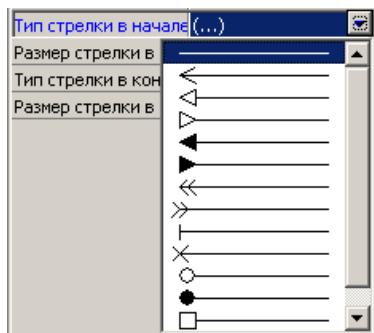 Тип стрелки в начале (...)
Размер стрелки в
Тип стрелки в кон
Размер стрелки в